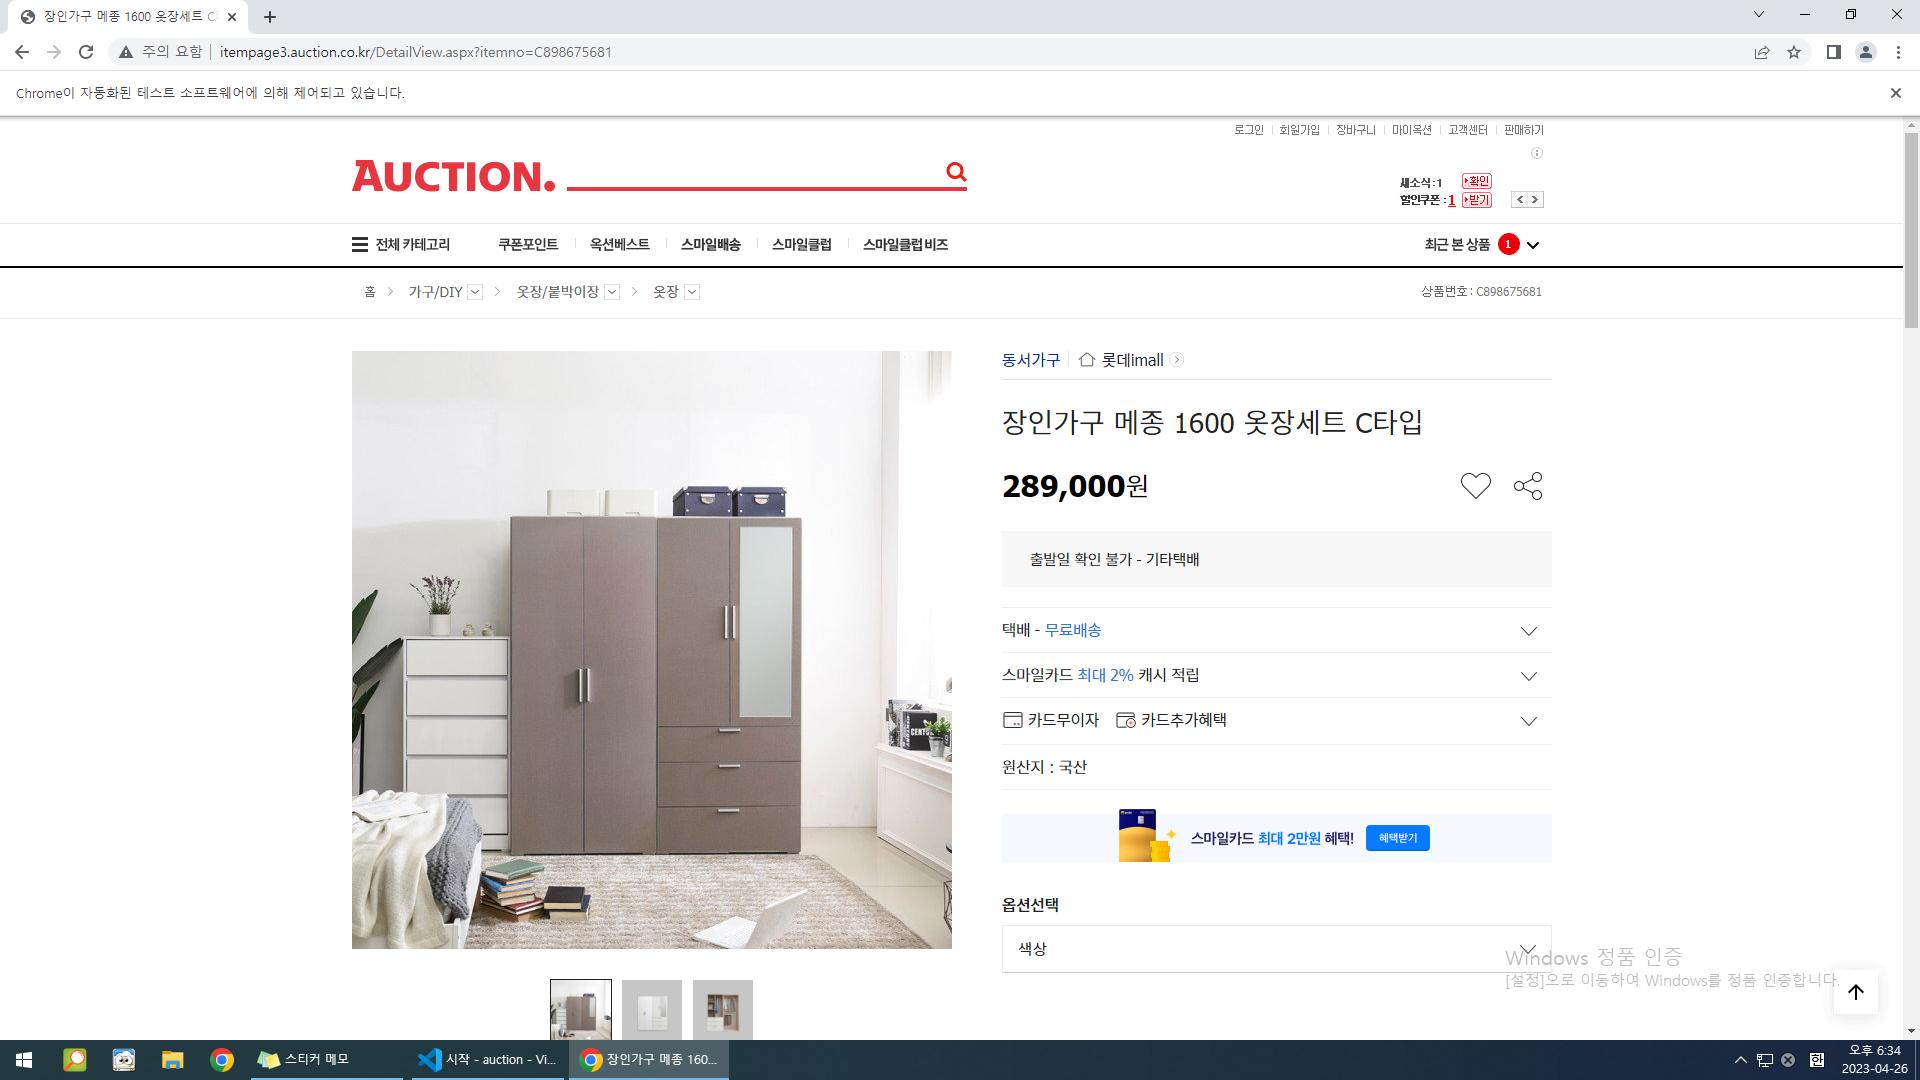 장인가구 메종 1600 옷장세트 C
주의 요함 itempage3.auction.co.kr/DetailView.aspx?itemno=C898675681
Chrome이 자동화된 테스트 소프트웨어에 의해 제어되고 있습니다.
로그인 회원가입 장바구니 마이옥션 고객센터 판매하기
AUCTION.
새소식 : 1 확인
할인쿠폰 : 1 받기
전체 카테고리 쿠폰포인트 옥션베스트 스마일배송 스마일클럽 스마일클럽 비즈 최근 본 상품 1
홈 가구/DIY 옷장/붙박이장 옷장 상품번호 : C898675681
동서가구 롯데imall
장인가구 메종 1600 옷장세트 C타입
289,000원
출발일 확인 불가 - 기타택배
택배 - 무료배송
스마일카드 최대 2% 캐시 적립
카드무이자 카드추가혜택
원산지 : 국산
스마일카드 최대 2만원 혜택! 혜택받기
옵션선택
색상
Windows 정품 인증
[설정]으로 이동하여 Windows를 정품 인증합니다.
스티커 메모 시작 - auction - Vi... 장인가구 메종 160... 한 오후 6:34
2023-04-26